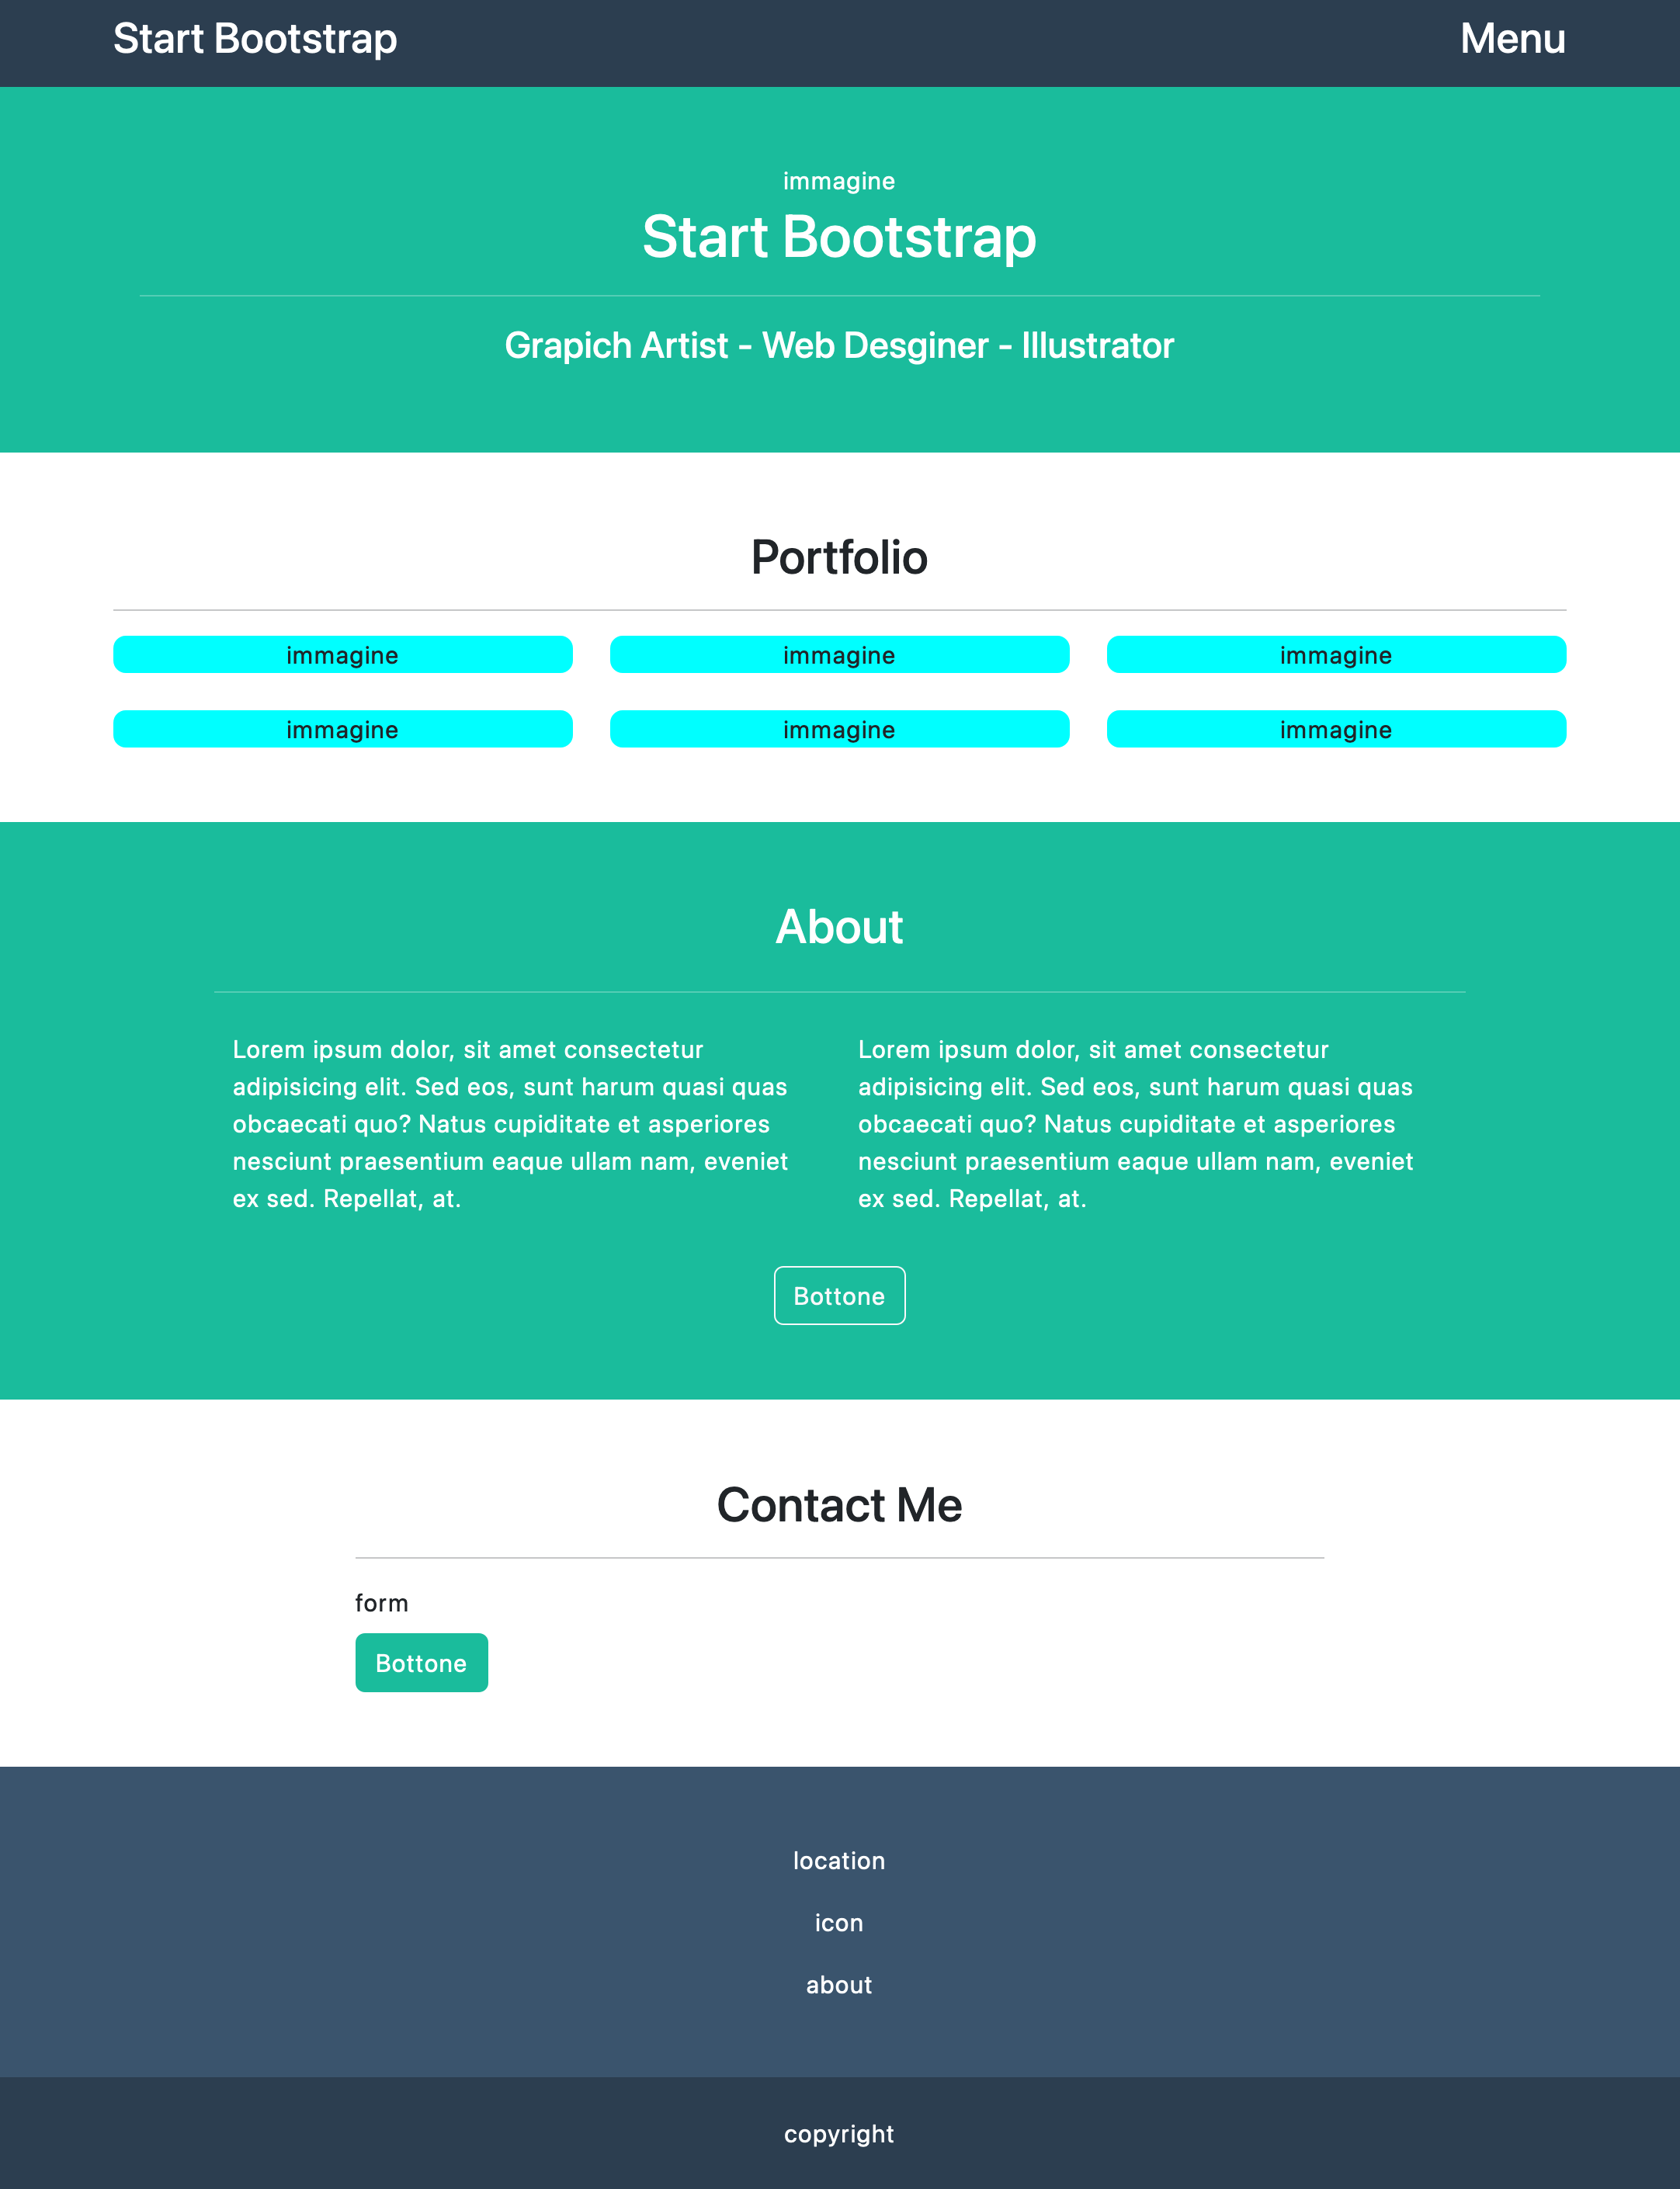 Start Bootstrap
Menu
immagine
Start Bootstrap
Grapich Artist - Web Desginer - Illustrator
Portfolio
immagine
immagine
immagine
immagine
immagine
immagine
About
Lorem ipsum dolor, sit amet consectetur
adipisicing elit. Sed eos, sunt harum quasi quas
obcaecati quo? Natus cupiditate et asperiores
nesciunt praesentium eaque ullam nam, eveniet
ex sed. Repellat, at.
Lorem ipsum dolor, sit amet consectetur
adipisicing elit. Sed eos, sunt harum quasi quas
obcaecati quo? Natus cupiditate et asperiores
nesciunt praesentium eaque ullam nam, eveniet
ex sed. Repellat, at.
Bottone
Contact Me
form
Bottone
location
icon
about
copyright